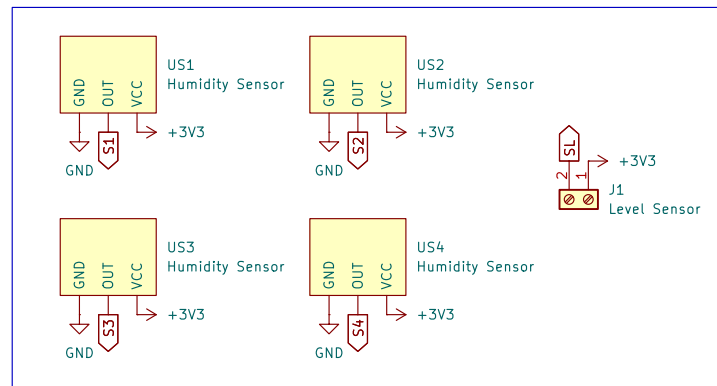 US1
Humidity Sensor
GND
OUT
VCC
+3V3
S1
GND
US2
Humidity Sensor
GND
OUT
VCC
+3V3
S2
GND
SL
+3V3
2
1
J1
Level Sensor
US3
Humidity Sensor
GND
OUT
VCC
+3V3
S3
GND
US4
Humidity Sensor
GND
OUT
VCC
+3V3
S4
GND